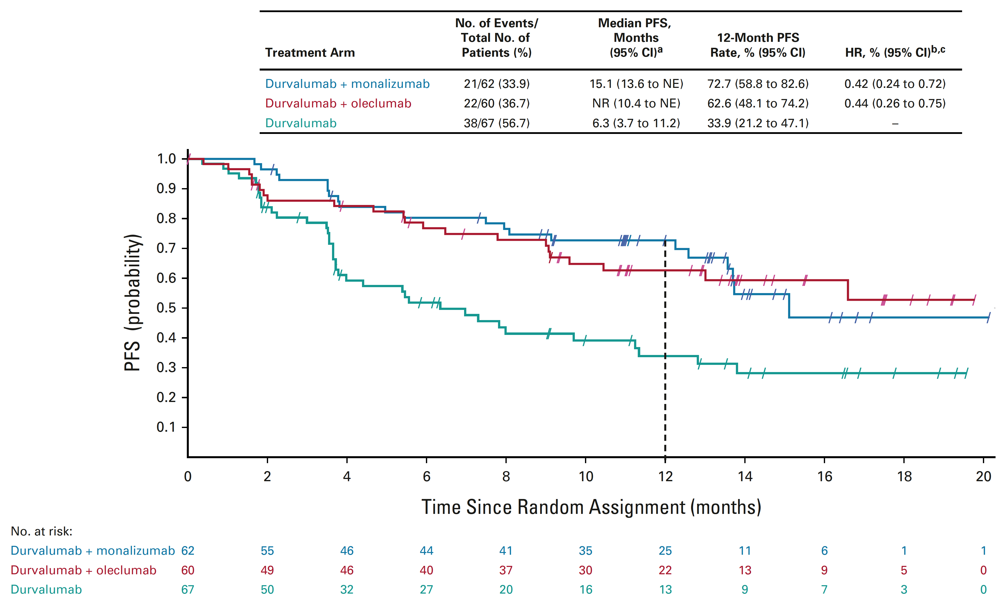 No. of Events/ Median PFS,
Total No. of Months 12-Month PFS
Treatment Arm Patients (%) (95% CI)a Rate, % (95% CI) HR, % (95% CI)b,c
Durvalumab + monalizumab 21/62 (33.9) 15.1 (13.6 to NE) 72.7 (58.8 to 82.6) 0.42 (0.24 to 0.72)
Durvalumab + oleclumab 22/60 (36.7) NR (10.4 to NE) 62.6 (48.1 to 74.2) 0.44 (0.26 to 0.75)
Durvalumab 38/67 (56.7) 6.3 (3.7 to 11.2) 33.9 (21.2 to 47.1) –
1.0
0.9
0.8
0.7
0.6
0.5
0.4
0.3
0.2
0.1
PFS (probability)
0 2 4 6 8 10 12 14 16 18 20
Time Since Random Assignment (months)
No. at risk:
Durvalumab + monalizumab 62 55 46 44 41 35 25 11 6 1 1
Durvalumab + oleclumab 60 49 46 40 37 30 22 13 9 5 0
Durvalumab 67 50 32 27 20 16 13 9 7 3 0